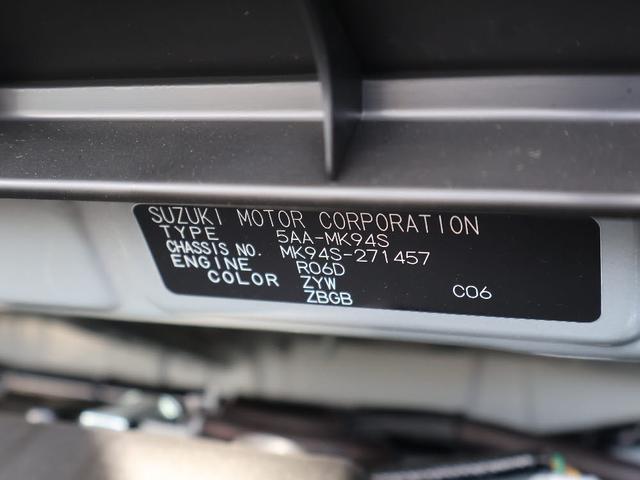 SUZUKI MOTOR CORPORATION
TYPE 5AA-MK94S
CHASSIS NO. MK94S-271457
ENGINE R06D
COLOR ZYW C06
ZBGB